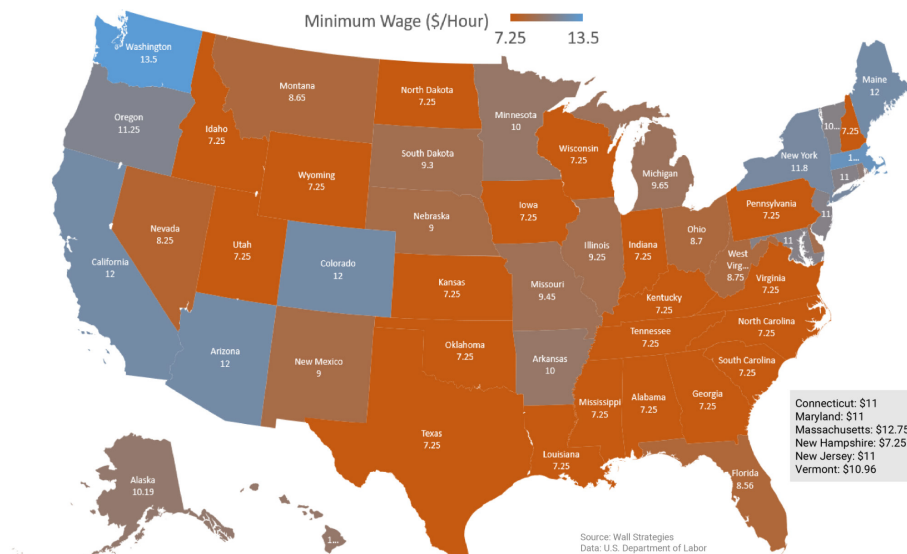 Minimum Wage ($/Hour)
7.25 13.5
Washington
13.5
Oregon
11.25
California
12
Nevada
8.25
Idaho
7.25
Montana
8.65
Wyoming
7.25
Utah
7.25
Arizona
12
Colorado
12
New Mexico
9
North Dakota
7.25
South Dakota
9.3
Nebraska
9
Kansas
7.25
Oklahoma
7.25
Texas
7.25
Minnesota
10
Iowa
7.25
Missouri
9.45
Arkansas
10
Louisiana
7.25
Wisconsin
7.25
Illinois
9.25
Michigan
9.65
Indiana
7.25
Ohio
8.7
Kentucky
7.25
Tennessee
7.25
Mississippi
7.25
Alabama
7.25
Georgia
7.25
Florida
8.56
South Carolina
7.25
North Carolina
7.25
Virginia
7.25
West
Virg...
8.75
Pennsylvania
7.25
New York
11.8
Maine
12
10...
7.25
1...
11
11
11
Alaska
10.19
1...
Connecticut: $11
Maryland: $11
Massachusetts: $12.75
New Hampshire: $7.25
New Jersey: $11
Vermont: $10.96
Source: Wall Strategies
Data: U.S. Department of Labor